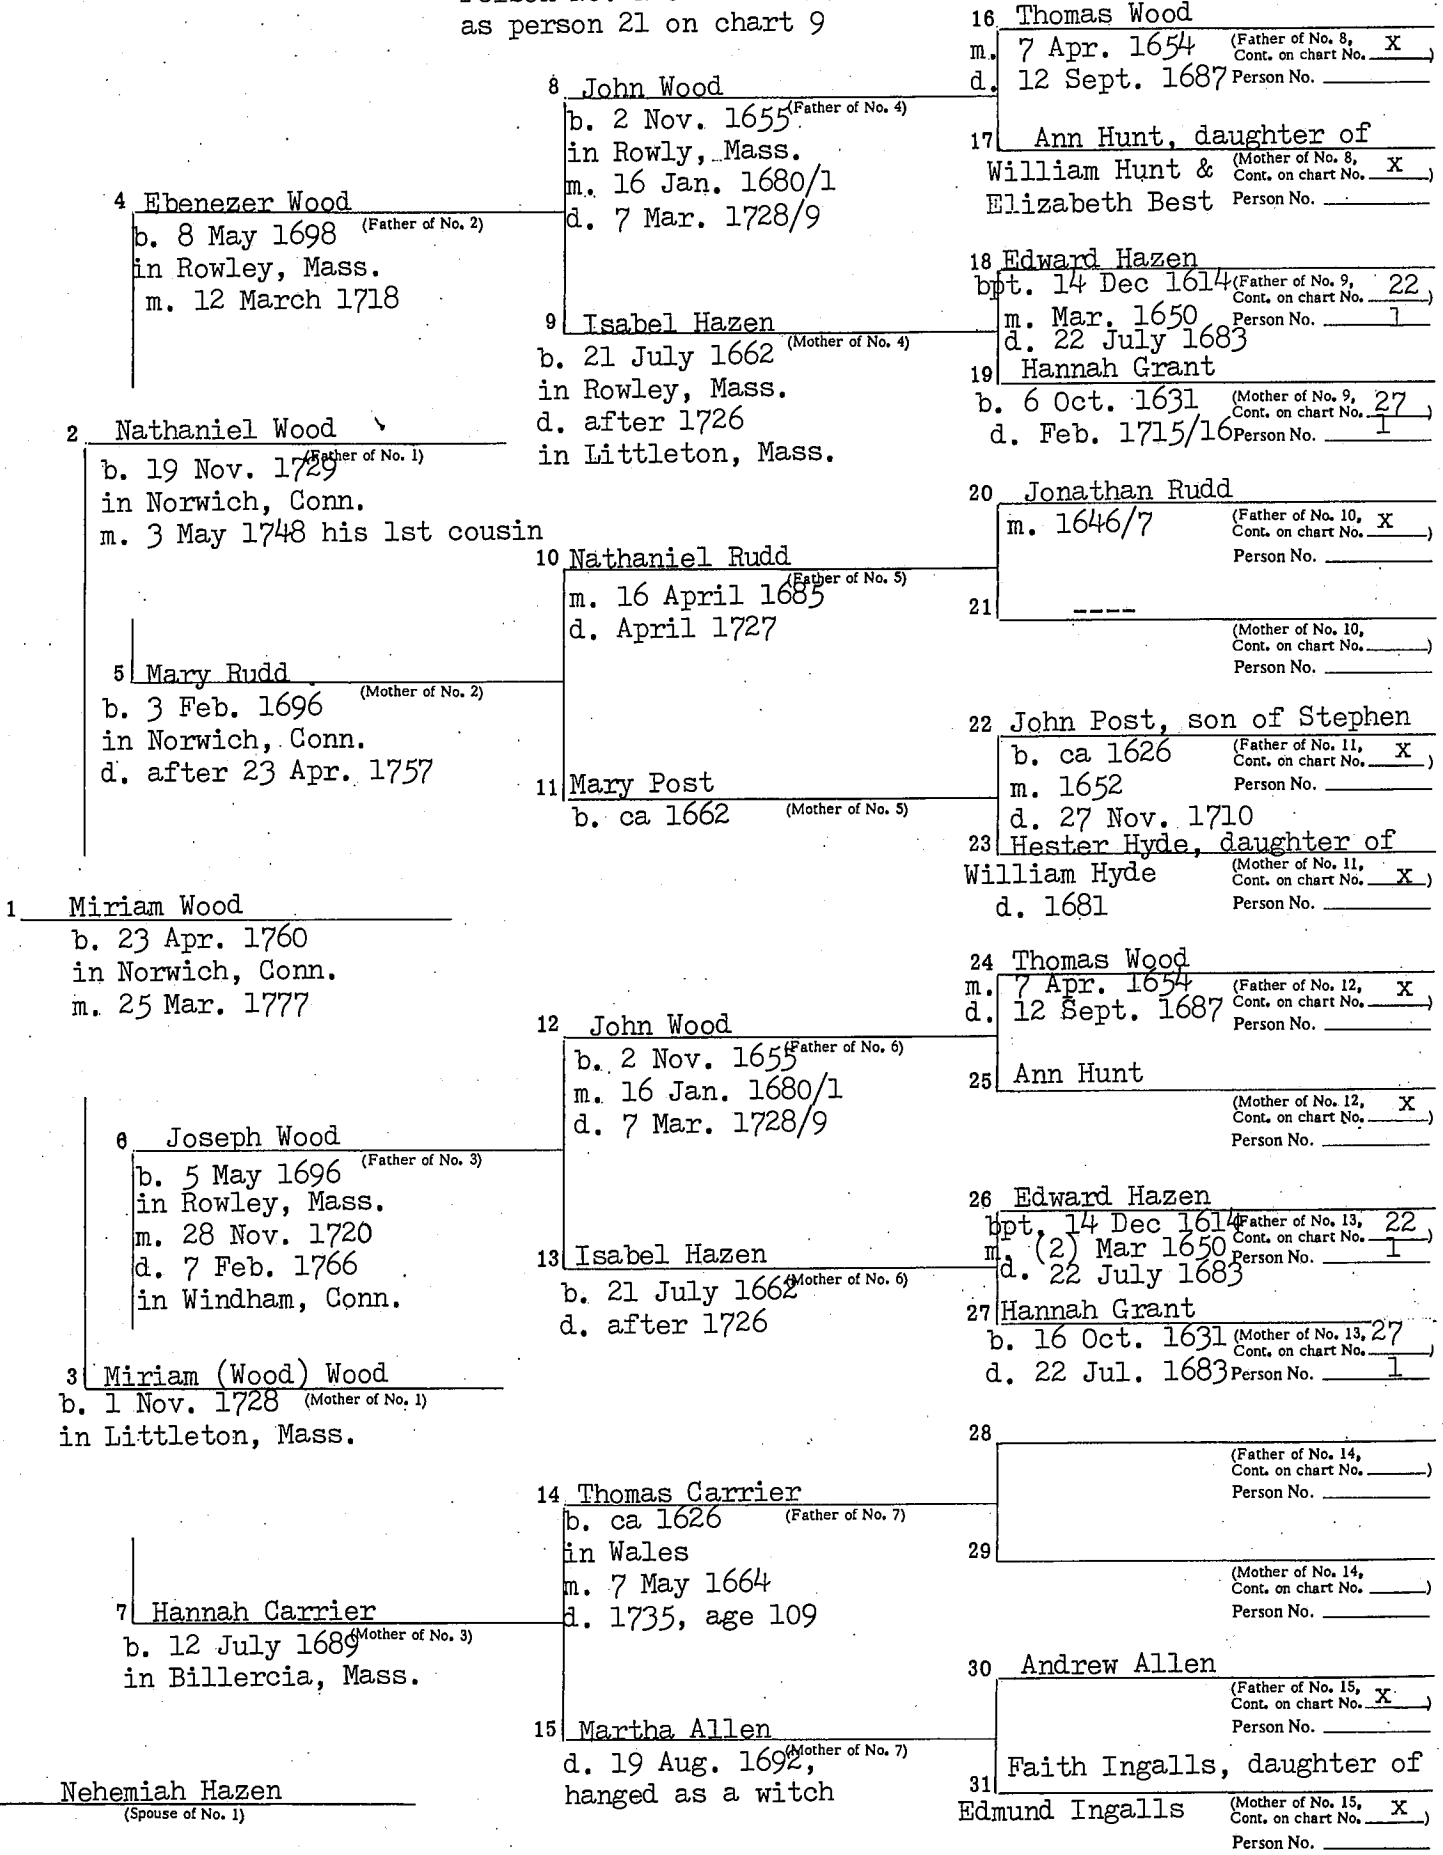 as person 21 on chart 9
16 Thomas Wood
m. 7 Apr. 1654 (Father of No. 8,
Cont. on chart No. X )
d. 12 Sept. 1687 Person No.
8 John Wood
(Father of No. 4)
b. 2 Nov. 1655
in Rowly, Mass.
m. 16 Jan. 1680/1
d. 7 Mar. 1728/9
17 Ann Hunt, daughter of
William Hunt & (Mother of No. 8,
Cont. on chart No. X )
Elizabeth Best Person No.
4 Ebenezer Wood
(Father of No. 2)
b. 8 May 1698
in Rowley, Mass.
m. 12 March 1718
18 Edward Hazen
bpt. 14 Dec 1614 (Father of No. 9,
Cont. on chart No. 22 )
m. Mar. 1650 Person No. 1
d. 22 July 1683
9 Isabel Hazen
(Mother of No. 4)
b. 21 July 1662
in Rowley, Mass.
d. after 1726
in Littleton, Mass.
19 Hannah Grant
b. 6 Oct. 1631 (Mother of No. 9,
Cont. on chart No. 27 )
d. Feb. 1715/16 Person No. 1
2 Nathaniel Wood
(Father of No. 1)
b. 19 Nov. 1729
in Norwich, Conn.
m. 3 May 1748 his 1st cousin
20 Jonathan Rudd
m. 1646/7 (Father of No. 10,
Cont. on chart No. X )
Person No.
10 Nathaniel Rudd
(Father of No. 5)
m. 16 April 1685
d. April 1727
21 ----
(Mother of No. 10,
Cont. on chart No. )
Person No.
5 Mary Rudd
(Mother of No. 2)
b. 3 Feb. 1696
in Norwich, Conn.
d. after 23 Apr. 1757
22 John Post, son of Stephen
b. ca 1626 (Father of No. 11,
Cont. on chart No. X )
m. 1652 Person No.
d. 27 Nov. 1710
11 Mary Post
b. ca 1662 (Mother of No. 5)
23 Hester Hyde, daughter of
William Hyde (Mother of No. 11,
Cont. on chart No. X )
d. 1681 Person No.
1 Miriam Wood
b. 23 Apr. 1760
in Norwich, Conn.
m. 25 Mar. 1777
24 Thomas Wood
m. 7 Apr. 1654 (Father of No. 12,
Cont. on chart No. X )
d. 12 Sept. 1687 Person No.
12 John Wood
(Father of No. 6)
b. 2 Nov. 1655
m. 16 Jan. 1680/1
d. 7 Mar. 1728/9
25 Ann Hunt
(Mother of No. 12,
Cont. on chart No. X )
Person No.
6 Joseph Wood
(Father of No. 3)
b. 5 May 1696
in Rowley, Mass.
m. 28 Nov. 1720
d. 7 Feb. 1766
in Windham, Conn.
26 Edward Hazen
bpt. 14 Dec 1614 (Father of No. 13,
Cont. on chart No. 22 )
m. (2) Mar 1650 Person No. 1
d. 22 July 1683
13 Isabel Hazen
(Mother of No. 6)
b. 21 July 1662
d. after 1726
27 Hannah Grant
b. 16 Oct. 1631 (Mother of No. 13,
Cont. on chart No. 27 )
d. 22 Jul. 1683 Person No. 1
3 Miriam (Wood) Wood
b. 1 Nov. 1728 (Mother of No. 1)
in Littleton, Mass.
28
(Father of No. 14,
Cont. on chart No. )
Person No.
14 Thomas Carrier
b. ca 1626 (Father of No. 7)
in Wales
m. 7 May 1664
d. 1735, age 109
29
(Mother of No. 14,
Cont. on chart No. )
Person No.
7 Hannah Carrier
(Mother of No. 3)
b. 12 July 1689
in Billercia, Mass.
30 Andrew Allen
(Father of No. 15,
Cont. on chart No. X )
Person No.
15 Martha Allen
(Mother of No. 7)
d. 19 Aug. 1692,
hanged as a witch
31 Faith Ingalls, daughter of
Edmund Ingalls (Mother of No. 15,
Cont. on chart No. X )
Person No.
Nehemiah Hazen
(Spouse of No. 1)